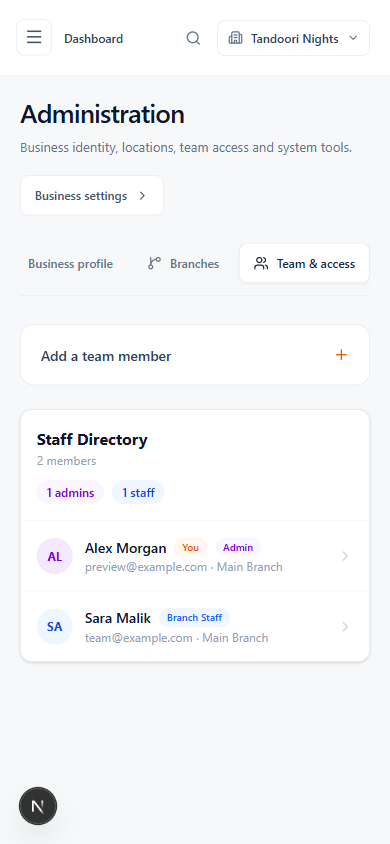 Dashboard
Tandoori Nights
Administration
Business identity, locations, team access and system tools.
Business settings
Business profile
Branches
Team & access
Add a team member
Staff Directory
2 members
1 admins
1 staff
AL
Alex Morgan
You
Admin
preview@example.com · Main Branch
SA
Sara Malik
Branch Staff
team@example.com · Main Branch
N